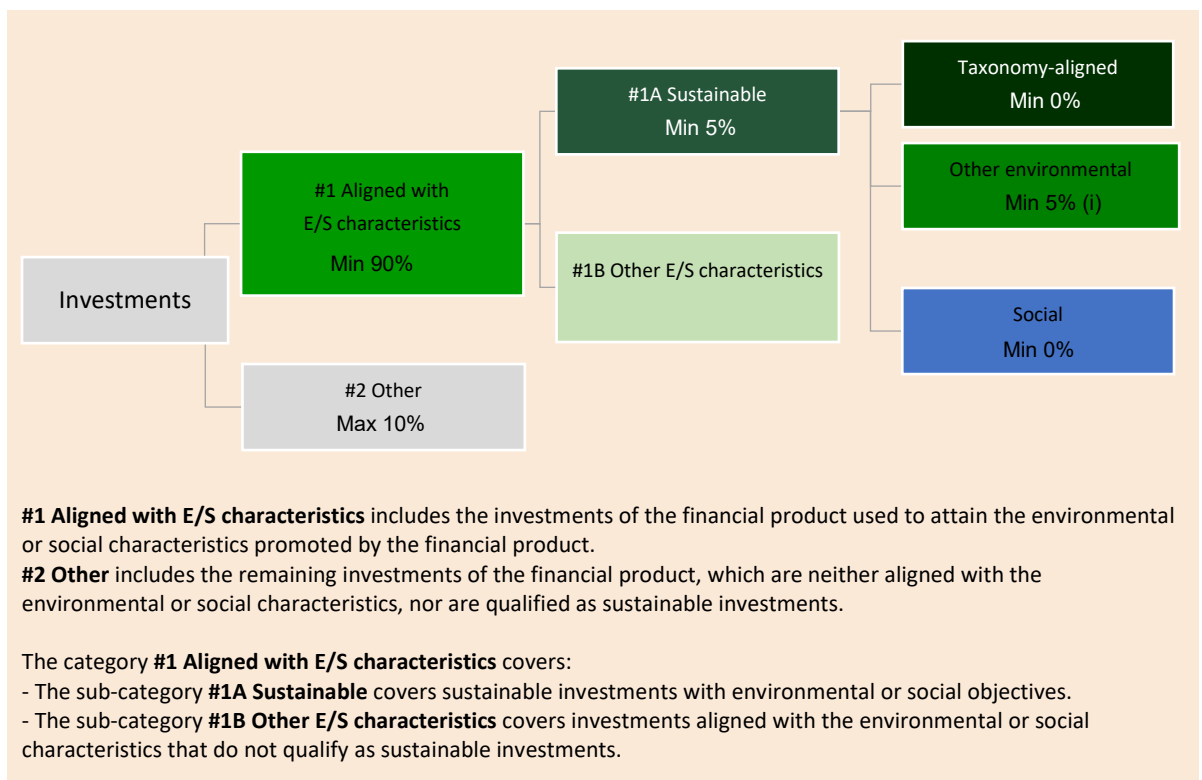 Investments
#1 Aligned with
E/S characteristics
Min 90%
#2 Other
Max 10%
#1A Sustainable
Min 5%
#1B Other E/S characteristics
Taxonomy-aligned
Min 0%
Other environmental
Min 5% (i)
Social
Min 0%
#1 Aligned with E/S characteristics includes the investments of the financial product used to attain the environmental
or social characteristics promoted by the financial product.
#2 Other includes the remaining investments of the financial product, which are neither aligned with the
environmental or social characteristics, nor are qualified as sustainable investments.
The category #1 Aligned with E/S characteristics covers:
- The sub-category #1A Sustainable covers sustainable investments with environmental or social objectives.
- The sub-category #1B Other E/S characteristics covers investments aligned with the environmental or social
characteristics that do not qualify as sustainable investments.